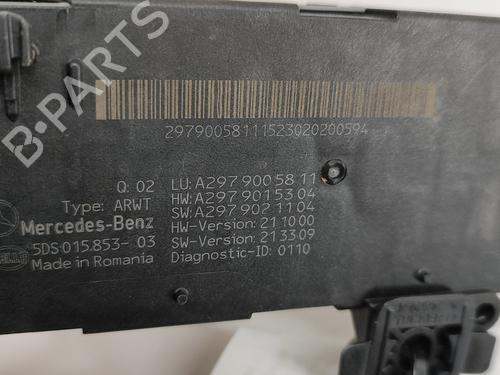 29790058111523020200594
Q: 02 LU: A297 900 58 11
Type: ARWT HW: A297 901 53 04
Mercedes-Benz SW: A297 902 11 04
HW-Version: 21 10 00
5DS 015.853- 03 SW-Version: 21 33 09
Made in Romania Diagnostic-ID: 0110
B-PARTS